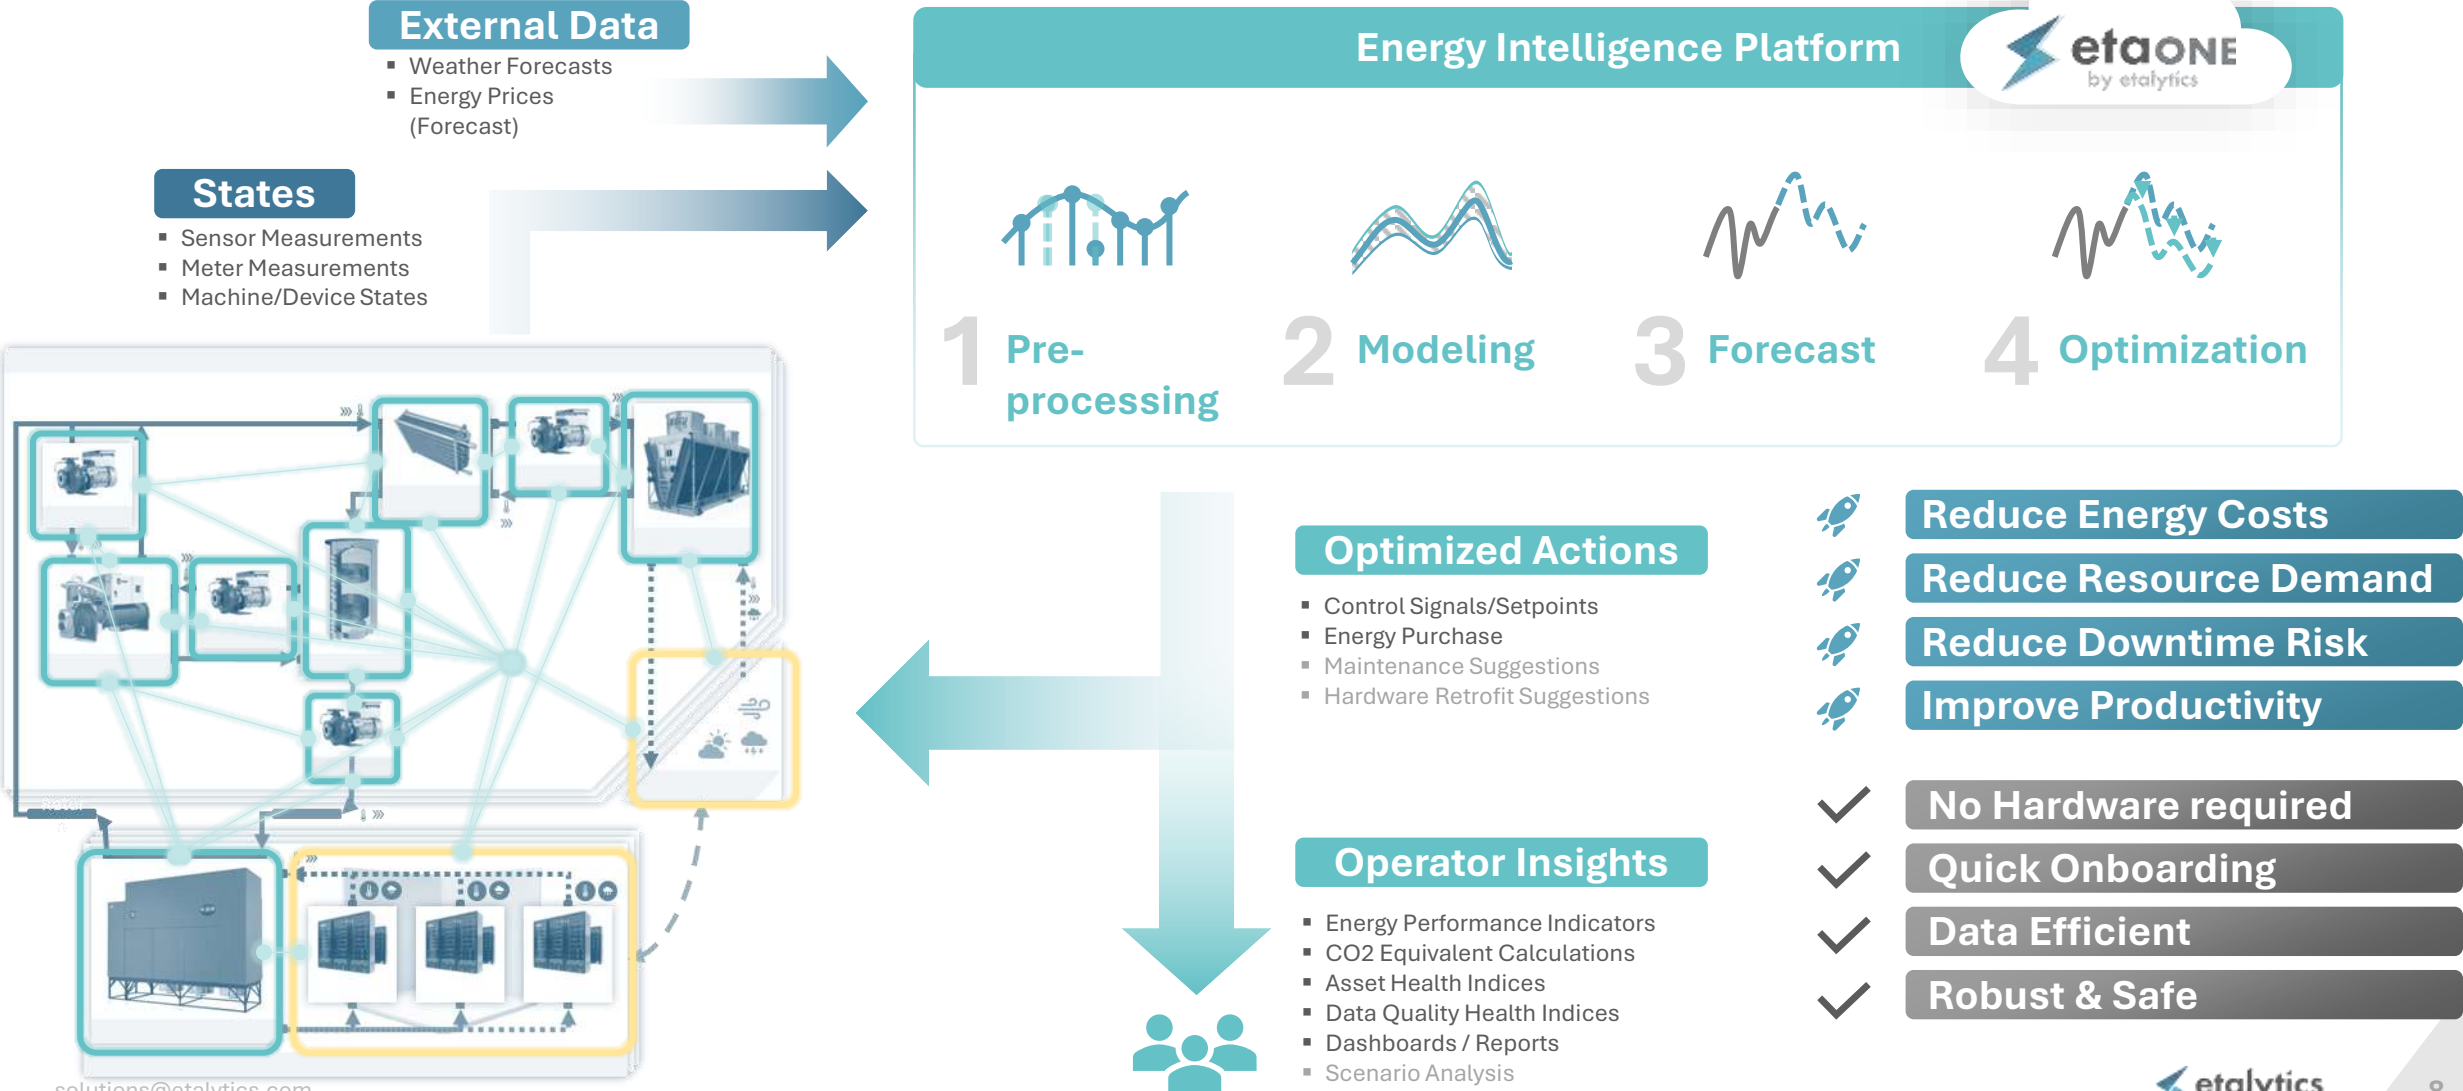 External Data
▪ Weather Forecasts
▪ Energy Prices
(Forecast)
States
▪ Sensor Measurements
▪ Meter Measurements
▪ Machine/Device States
Energy Intelligence Platform
etaONE
by etalytics
1 Pre-
processing
2 Modeling
3 Forecast
4 Optimization
Optimized Actions
▪ Control Signals/Setpoints
▪ Energy Purchase
▪ Maintenance Suggestions
▪ Hardware Retrofit Suggestions
Operator Insights
▪ Energy Performance Indicators
▪ CO2 Equivalent Calculations
▪ Asset Health Indices
▪ Data Quality Health Indices
▪ Dashboards / Reports
▪ Scenario Analysis
Reduce Energy Costs
Reduce Resource Demand
Reduce Downtime Risk
Improve Productivity
No Hardware required
Quick Onboarding
Data Efficient
Robust & Safe
solutions@etalytics.com
etalytics